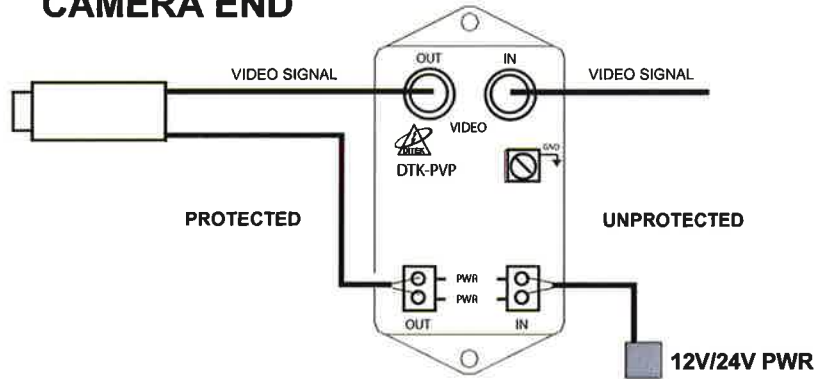 CAMERA END
OUT
IN
VIDEO SIGNAL
VIDEO SIGNAL
VIDEO
DITEK
GND
DTK-PVP
PROTECTED
UNPROTECTED
PWR
PWR
OUT
IN
12V/24V PWR